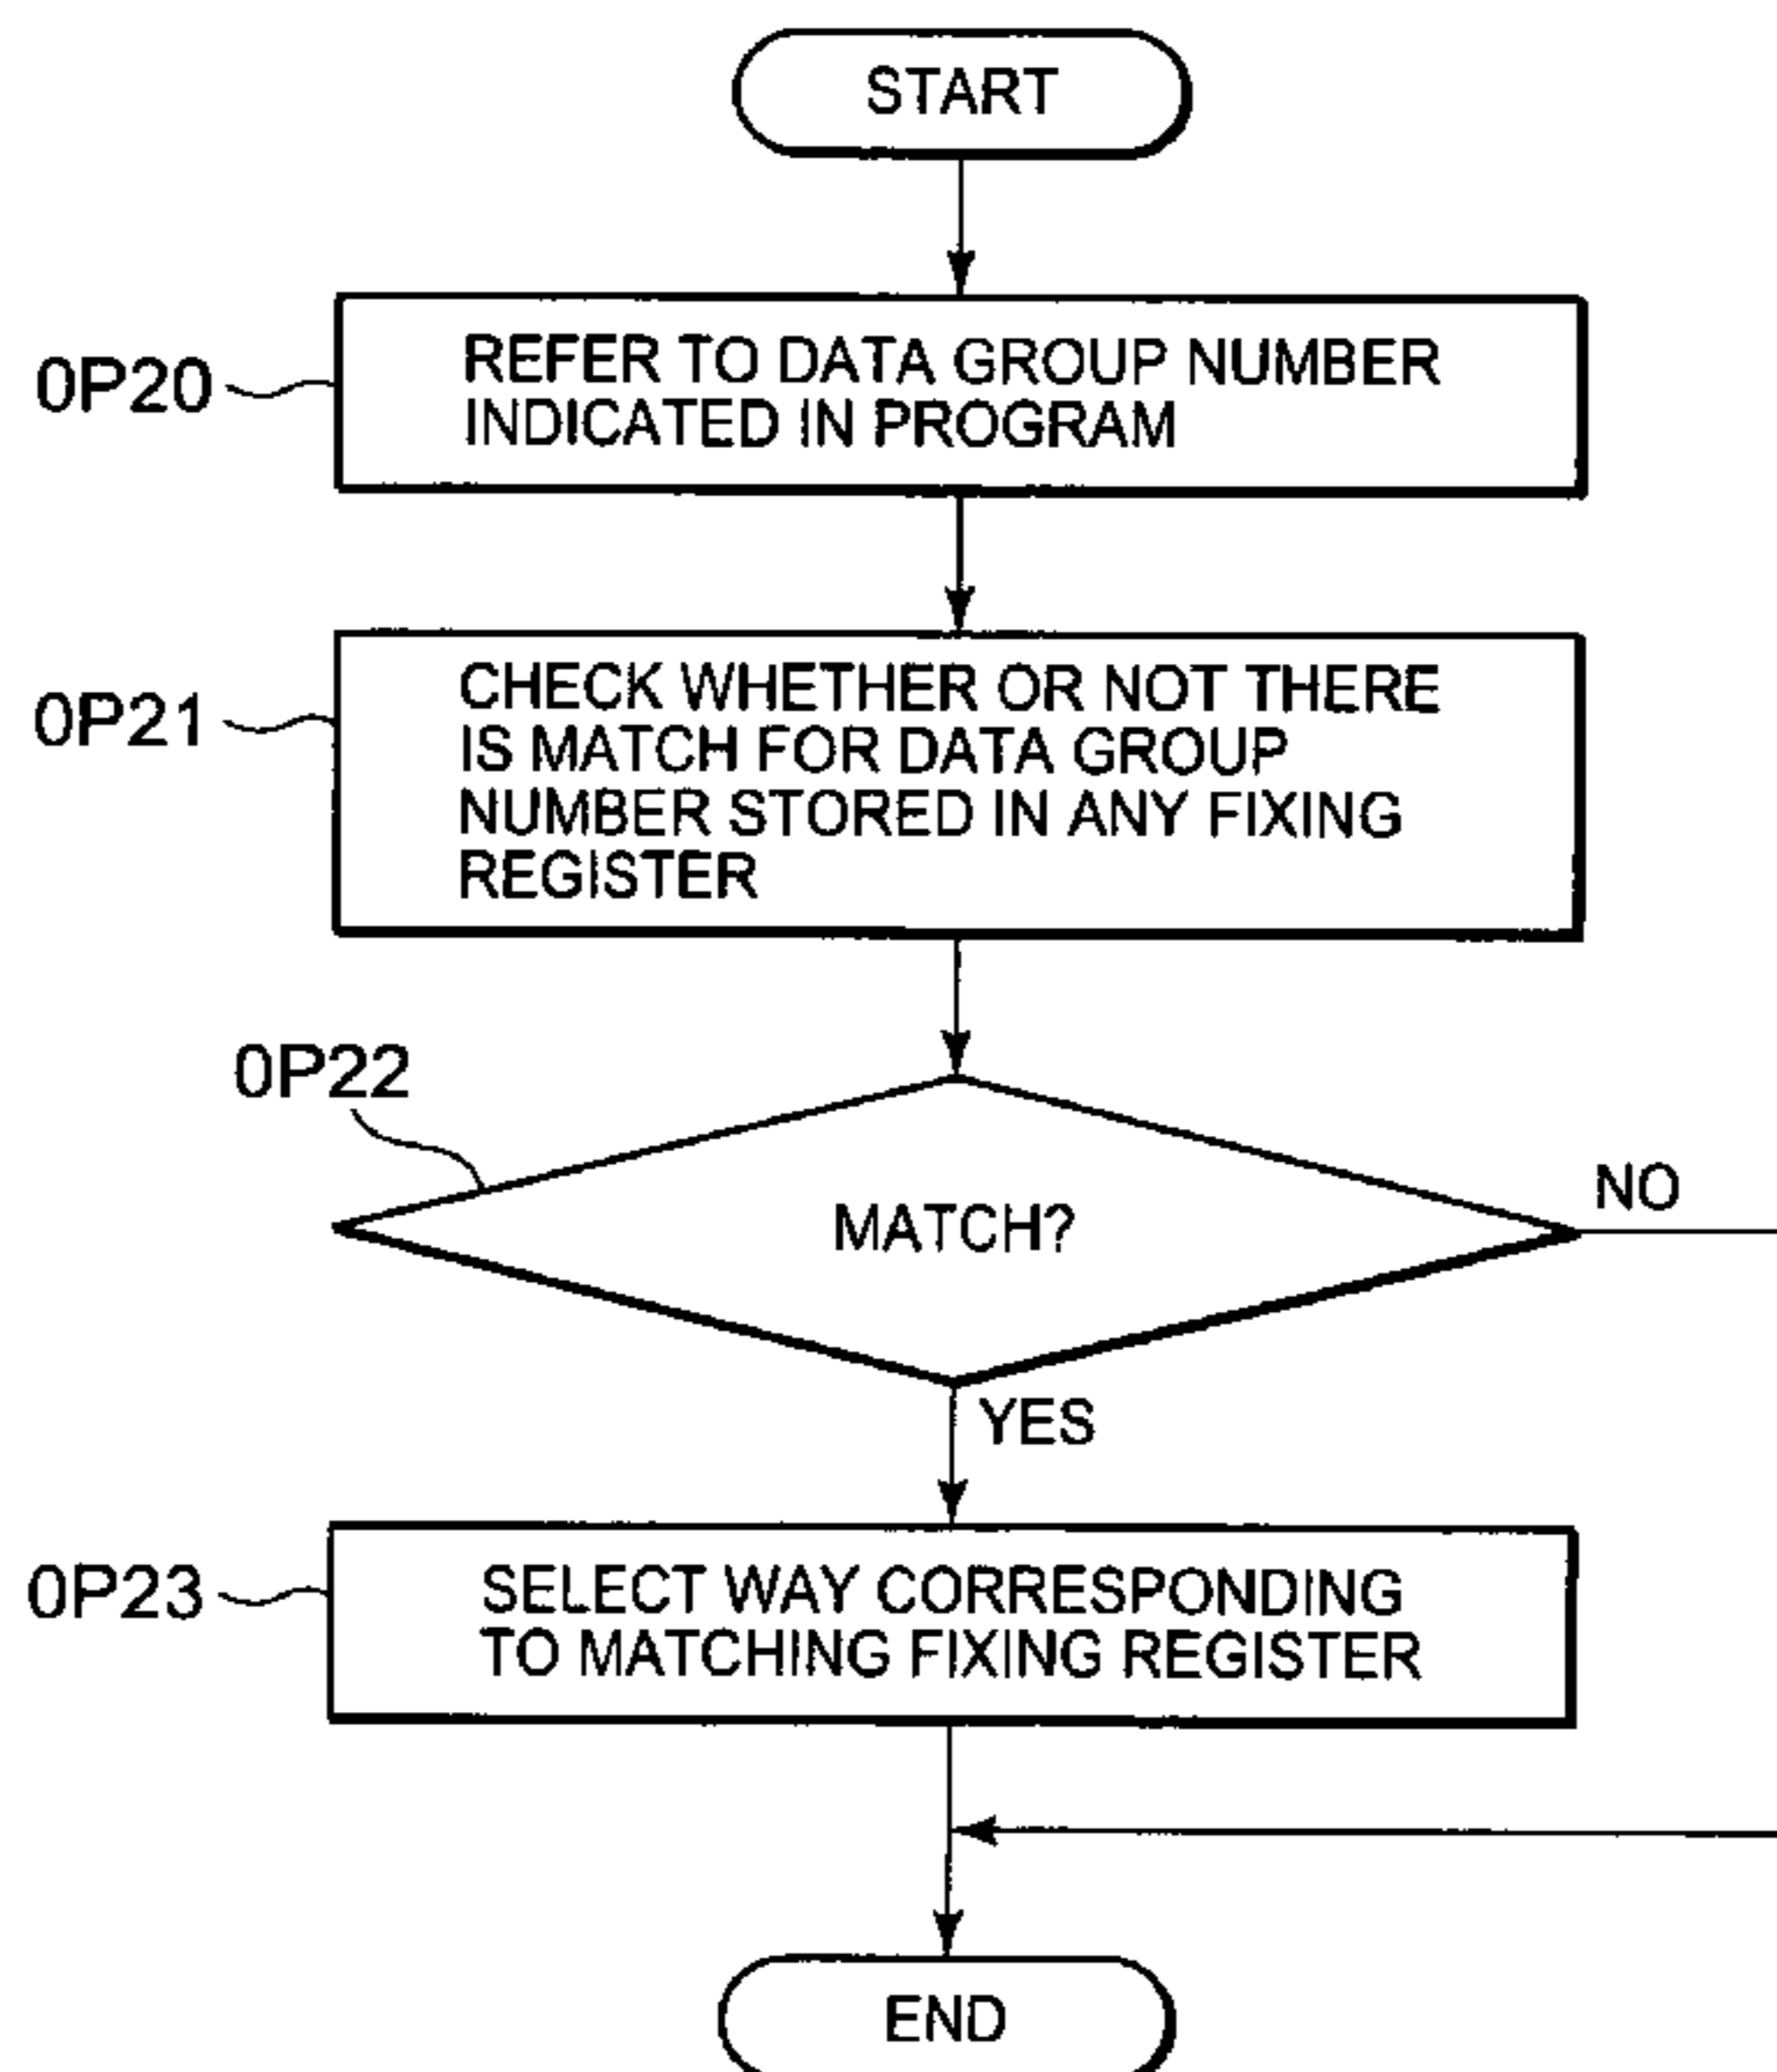 START
0P20
REFER TO DATA GROUP NUMBER
INDICATED IN PROGRAM
0P21
CHECK WHETHER OR NOT THERE
IS MATCH FOR DATA GROUP
NUMBER STORED IN ANY FIXING
REGISTER
0P22
MATCH?
NO
YES
0P23
SELECT WAY CORRESPONDING
TO MATCHING FIXING REGISTER
END